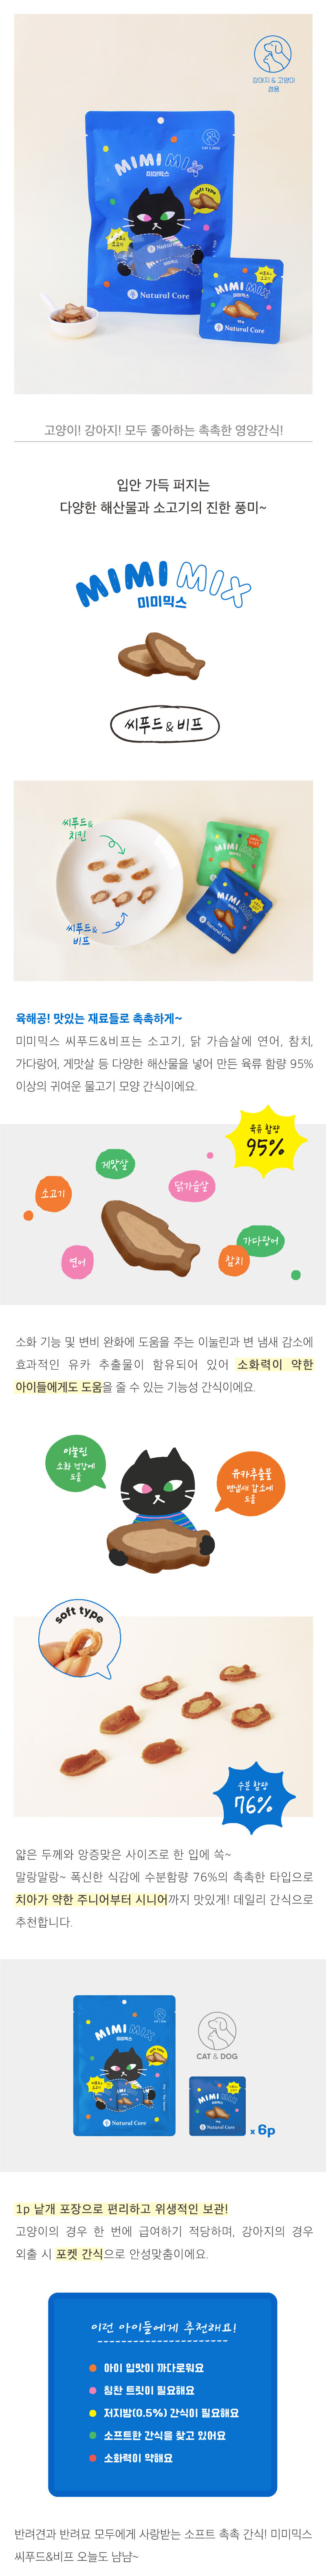 강아지 & 고양이
겸용
CAT & DOG
MIMI MIX
미미믹스
soft type
Natural Core
MIMI MIX
Natural Core
고양이! 강아지! 모두 좋아하는 촉촉한 영양간식!
입안 가득 퍼지는
다양한 해산물과 소고기의 진한 풍미~
MIMI MIX
미미믹스
씨푸드 & 비프
씨푸드&
치킨
씨푸드&
비프
MIMI MIX
MIMI MIX
Natural Core
육해공! 맛있는 재료들로 촉촉하게~
미미믹스 씨푸드&비프는 소고기, 닭 가슴살에 연어, 참치,
가다랑어, 게맛살 등 다양한 해산물을 넣어 만든 육류 함량 95%
이상의 귀여운 물고기 모양 간식이에요.
육류 함량
95%
게맛살
소고기
닭가슴살
가다랑어
참치
연어
소화 기능 및 변비 완화에 도움을 주는 이눌린과 변 냄새 감소에
효과적인 유카 추출물이 함유되어 있어 소화력이 약한
아이들에게도 도움을 줄 수 있는 기능성 간식이에요.
이눌린
소화 건강에
도움
유카추출물
변냄새 감소에
도움
soft type
수분 함량
76%
얇은 두께와 앙증맞은 사이즈로 한 입에 쏙~
말랑말랑~ 폭신한 식감에 수분함량 76%의 촉촉한 타입으로
치아가 약한 주니어부터 시니어까지 맛있게! 데일리 간식으로
추천합니다.
MIMI MIX
미미믹스
Natural Core
CAT & DOG
MIMI MIX
Natural Core
x 6p
1p 낱개 포장으로 편리하고 위생적인 보관!
고양이의 경우 한 번에 급여하기 적당하며, 강아지의 경우
외출 시 포켓 간식으로 안성맞춤이에요.
이런 아이들에게 추천해요!
아이 입맛이 까다로워요
칭찬 트릿이 필요해요
저지방(0.5%) 간식이 필요해요
소프트한 간식을 찾고 있어요
소화력이 약해요
반려견과 반려묘 모두에게 사랑받는 소프트 촉촉 간식! 미미믹스
씨푸드&비프 오늘도 냠냠~